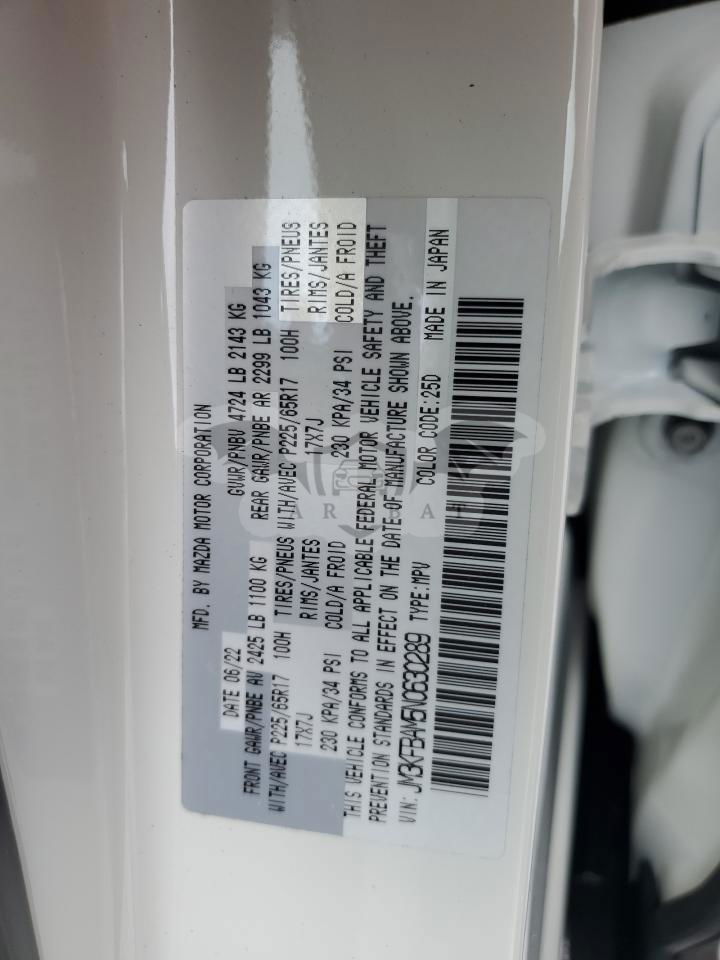 MFD. BY MAZDA MOTOR CORPORATION
DATE 06/22 GVWR/PNBV 4724 LB 2143 KG
FRONT GAWR/PNBE AV 2425 LB 1100 KG REAR GAWR/PNBE AR 2299 LB 1043 KG
WITH/AVEC P225/65R17 100H TIRES/PNEUS WITH/AVEC P225/65R17 100H TIRES/PNEUS
17X7J RIMS/JANTES 17X7J RIMS/JANTES
230 KPA/34 PSI COLD/A FROID 230 KPA/34 PSI COLD/A FROID
THIS VEHICLE CONFORMS TO ALL APPLICABLE FEDERAL MOTOR VEHICLE SAFETY AND THEFT
PREVENTION STANDARDS IN EFFECT ON THE DATE OF MANUFACTURE SHOWN ABOVE.
VIN: JM3KFBAM5N0630289 TYPE:MPV COLOR CODE:25D MADE IN JAPAN